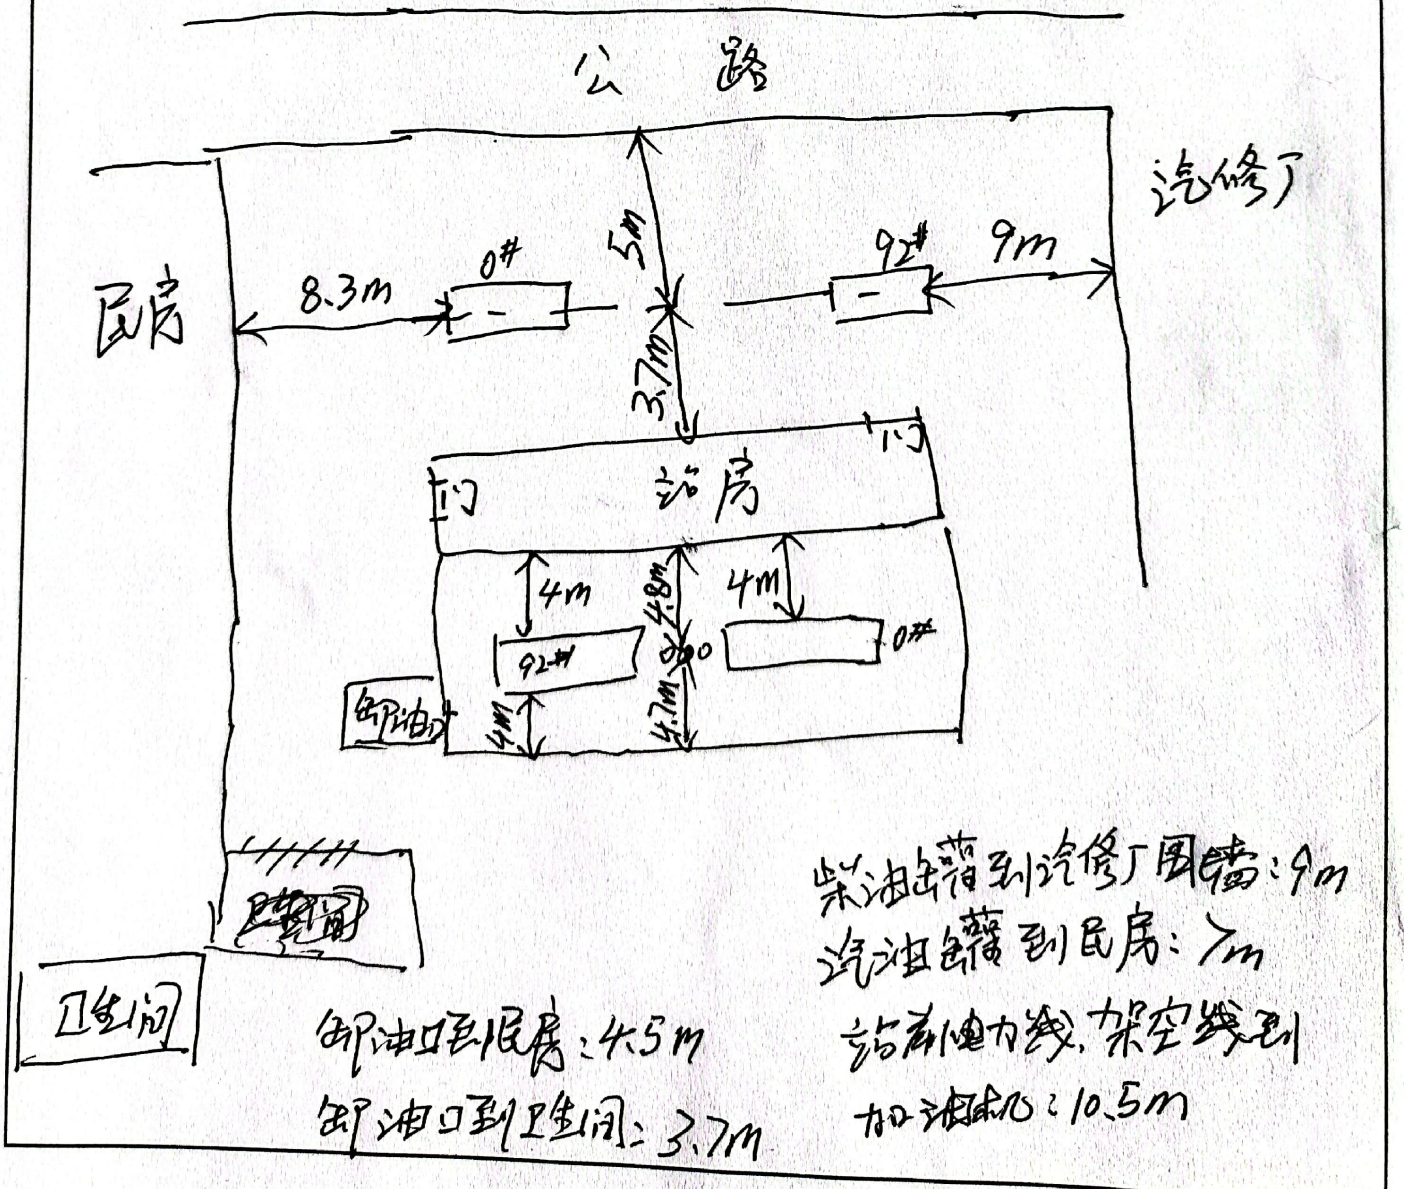 公路
汽修厂
民房
8.3m
0#
5m
92#
9m
3.7m
门
站房
门
4m
4.8m
4m
92#
0#
卸油口
4m
4.7m
卫生间
柴油罐到汽修厂围墙:9m
汽油罐到民房:7m
站前电力线,架空线到
加油机:10.5m
卸油口到民房:4.5m
卸油口到卫生间:3.7m